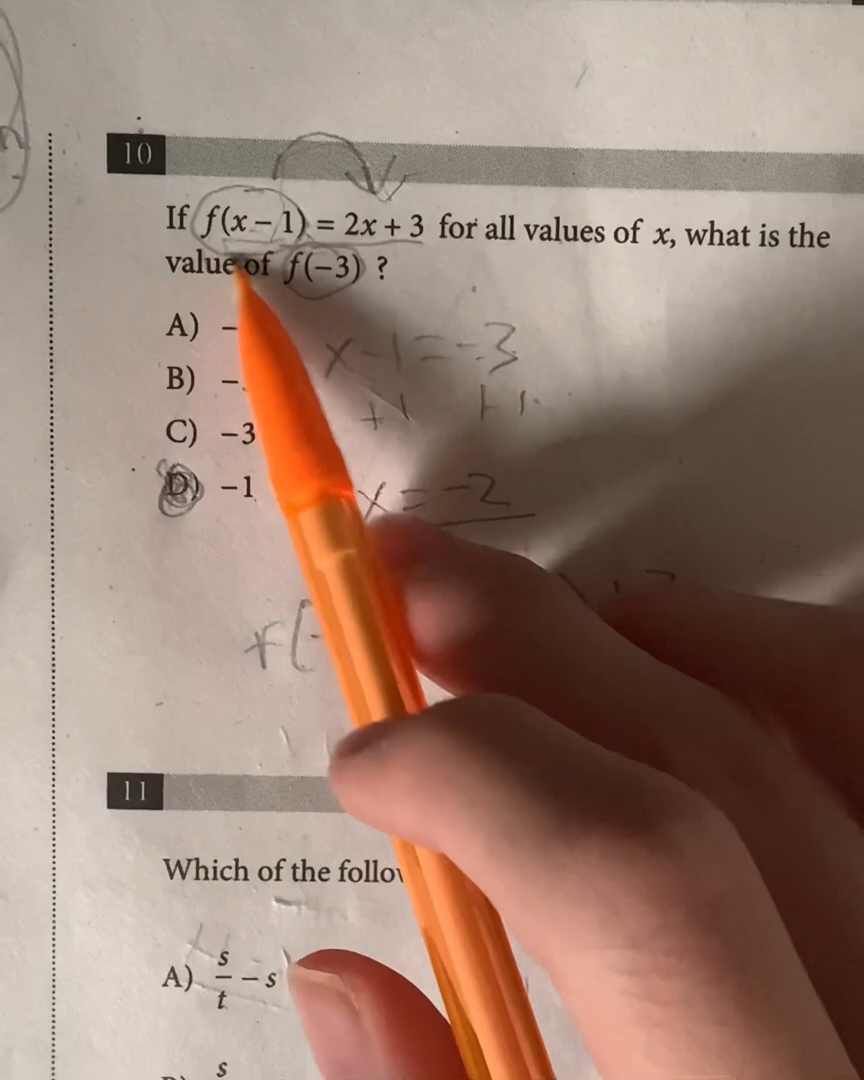 10
If f(x − 1) = 2x + 3 for all values of x, what is the
value of f(−3) ?
A) −
x-1=-3
B) −
+1 +1
C) −3
D) −1
x=-2
f(-
11
Which of the follow
A) s/t − s
s